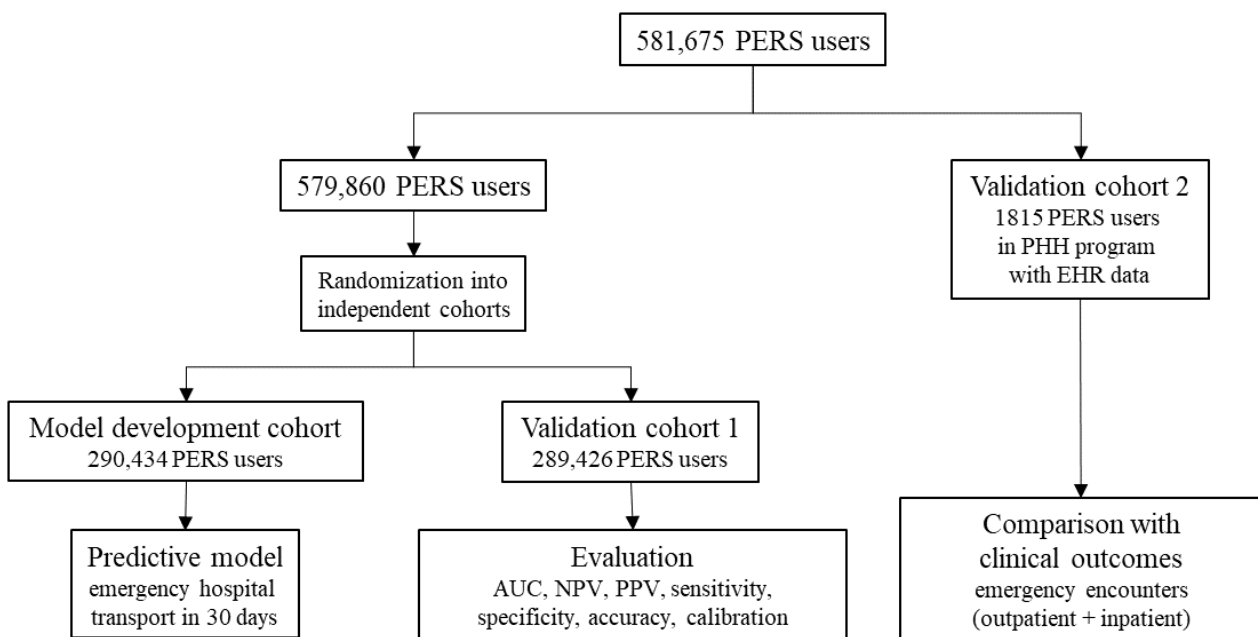 581,675 PERS users
579,860 PERS users
Validation cohort 2
1815 PERS users
in PHH program
with EHR data
Randomization into
independent cohorts
Model development cohort
290,434 PERS users
Validation cohort 1
289,426 PERS users
Predictive model
emergency hospital
transport in 30 days
Evaluation
AUC, NPV, PPV, sensitivity,
specificity, accuracy, calibration
Comparison with
clinical outcomes
emergency encounters
(outpatient + inpatient)